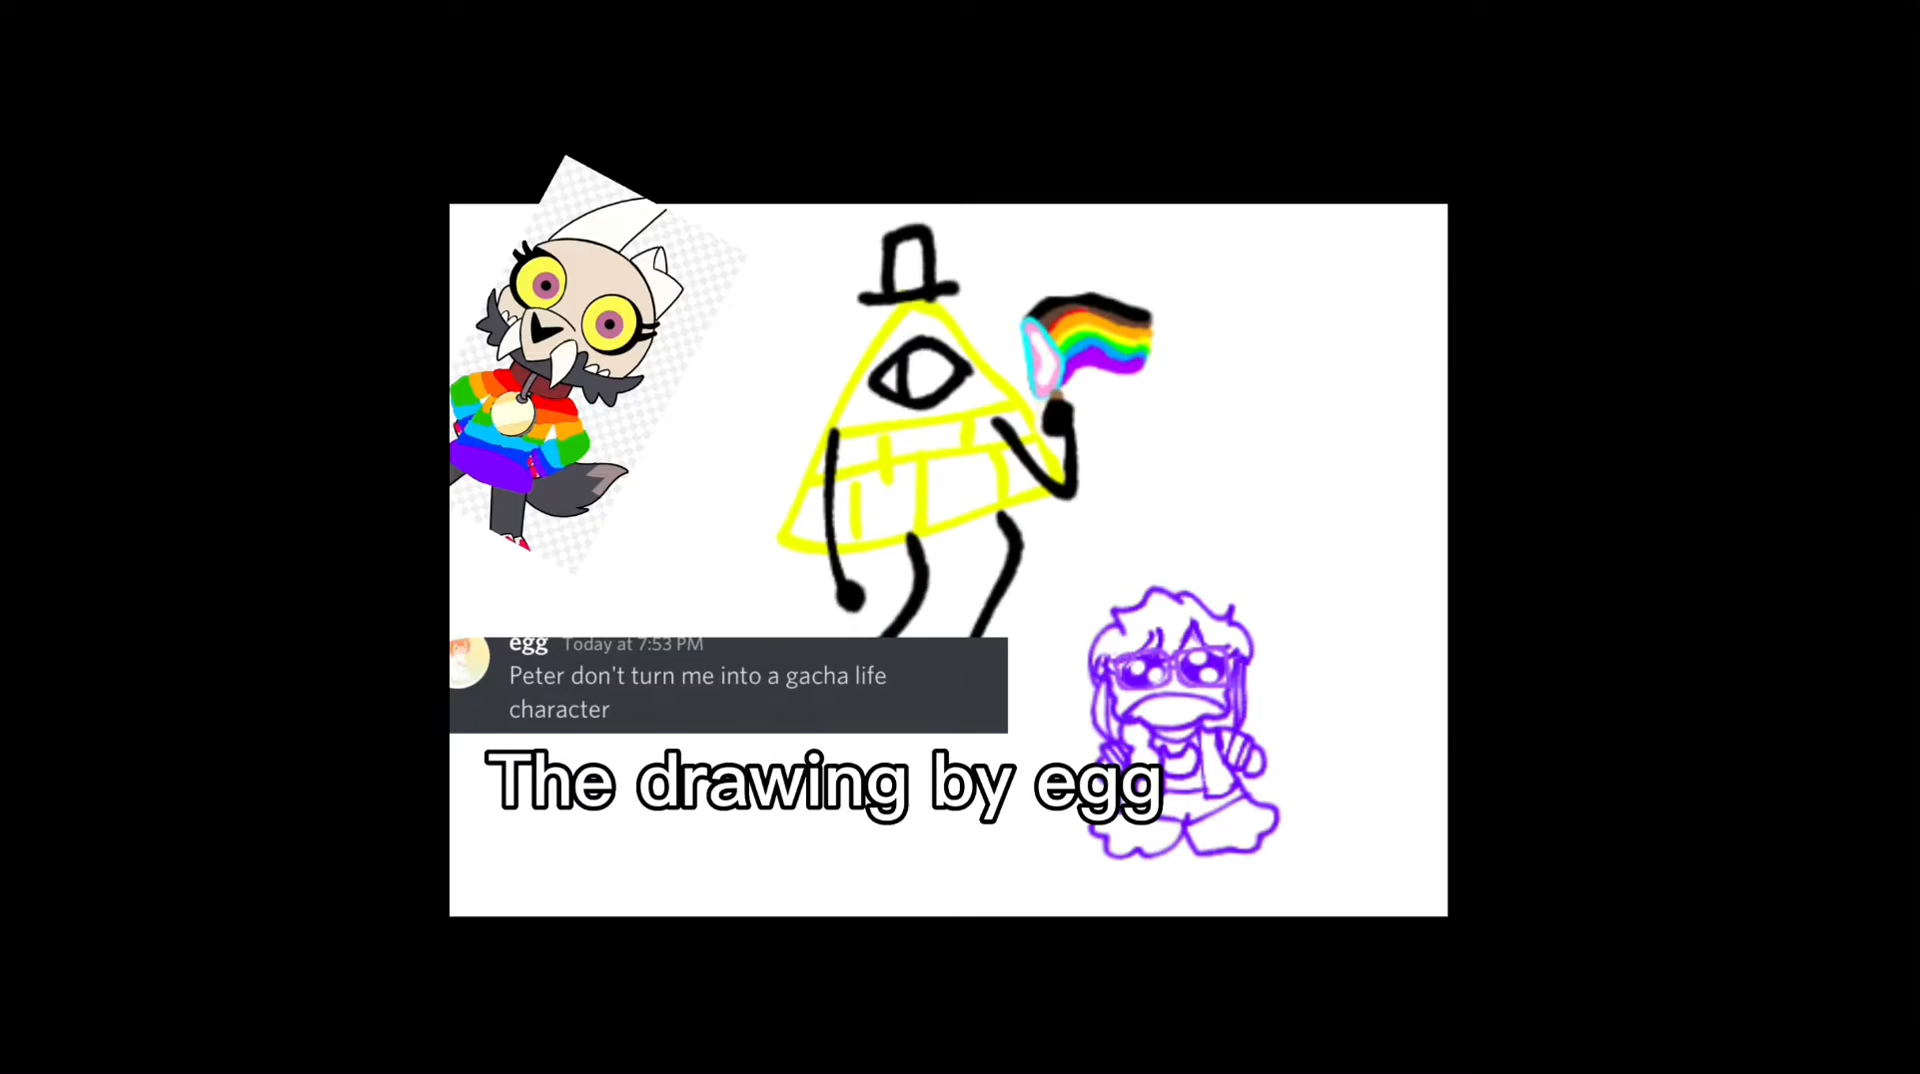 egg Today at 7:53 PM
Peter don't turn me into a gacha life
character
The drawing by egg